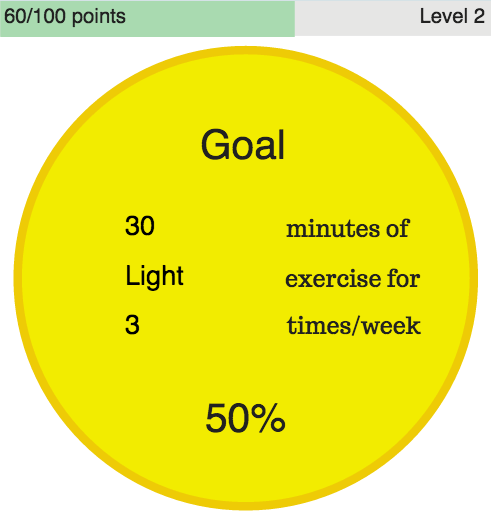 60/100 points Level 2
Goal
30 minutes of
Light exercise for
3 times/week
50%